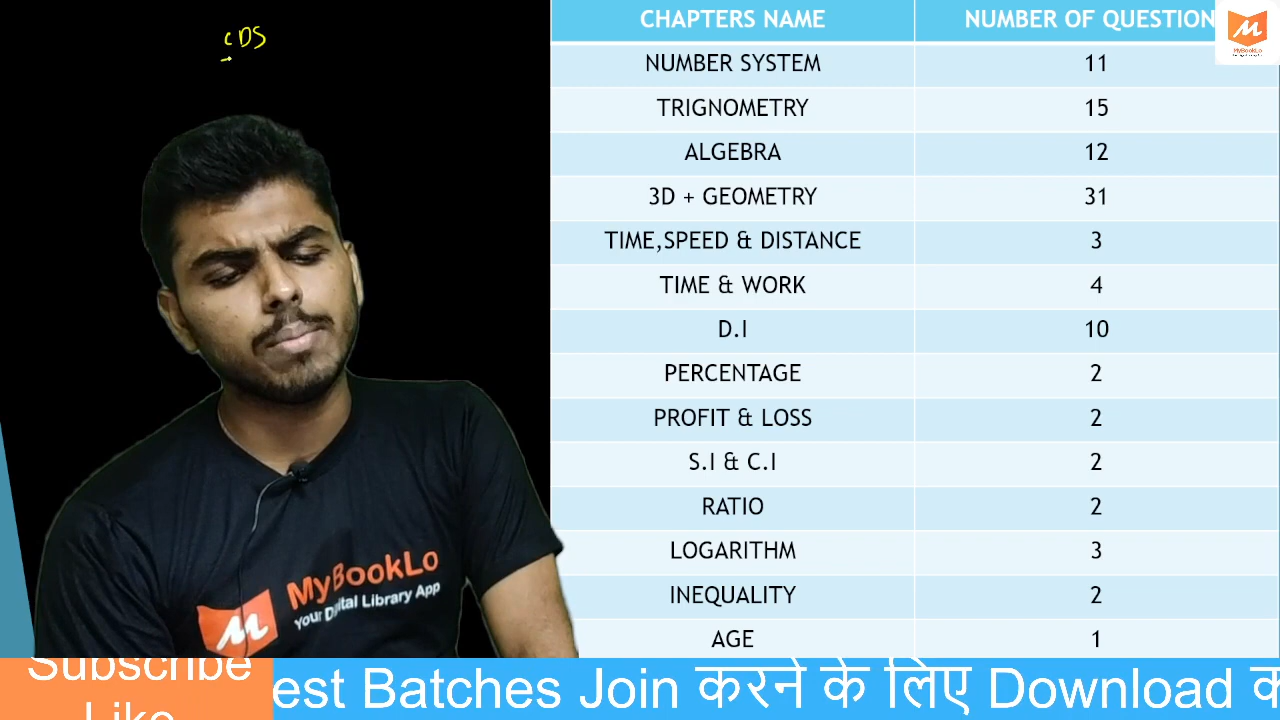 CDS
CHAPTERS NAME NUMBER OF QUESTION
NUMBER SYSTEM 11
TRIGNOMETRY 15
ALGEBRA 12
3D + GEOMETRY 31
TIME,SPEED & DISTANCE 3
TIME & WORK 4
D.I 10
PERCENTAGE 2
PROFIT & LOSS 2
S.I & C.I 2
RATIO 2
LOGARITHM 3
INEQUALITY 2
AGE 1
MyBookLo
MyBookLo
Your Digital Library App
Subscribe
Like
est Batches Join करने के लिए Download